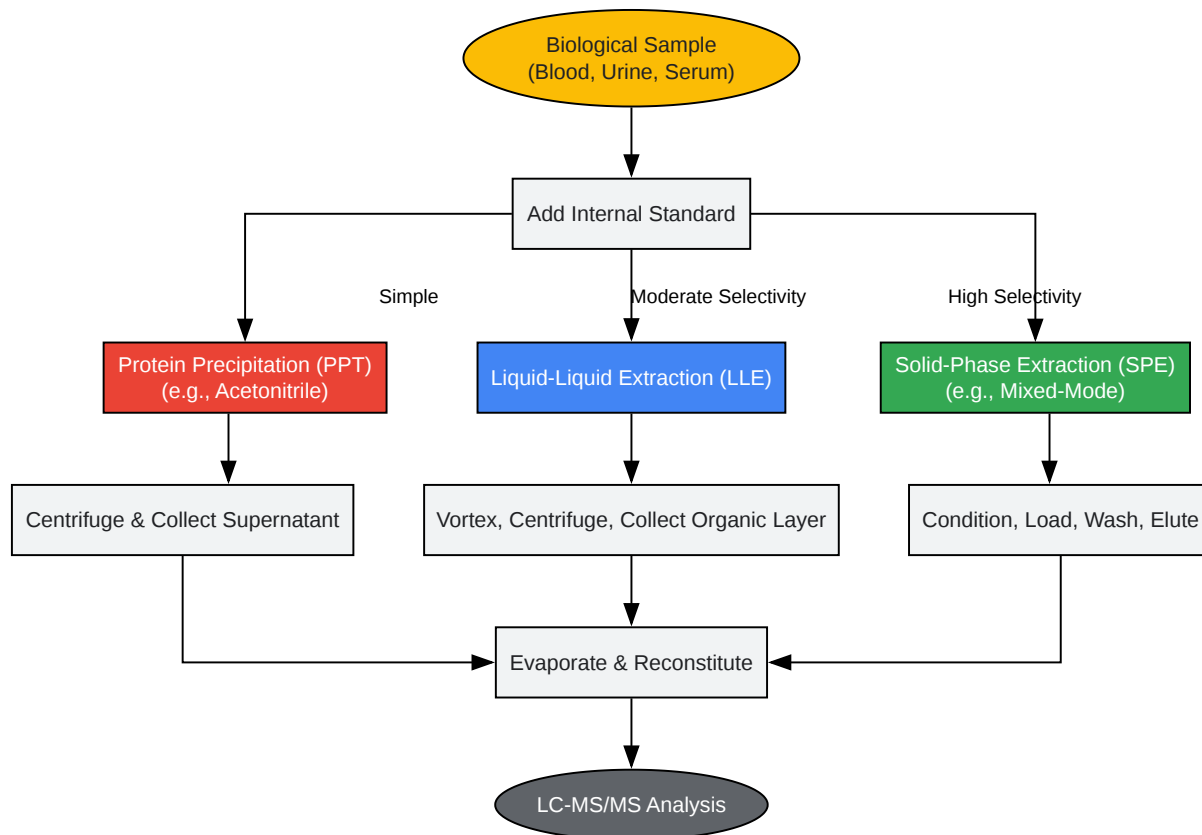 Biological Sample
(Blood, Urine, Serum)
Add Internal Standard
Simple
Moderate Selectivity
High Selectivity
Protein Precipitation (PPT)
(e.g., Acetonitrile)
Liquid-Liquid Extraction (LLE)
Solid-Phase Extraction (SPE)
(e.g., Mixed-Mode)
Centrifuge & Collect Supernatant
Vortex, Centrifuge, Collect Organic Layer
Condition, Load, Wash, Elute
Evaporate & Reconstitute
LC-MS/MS Analysis